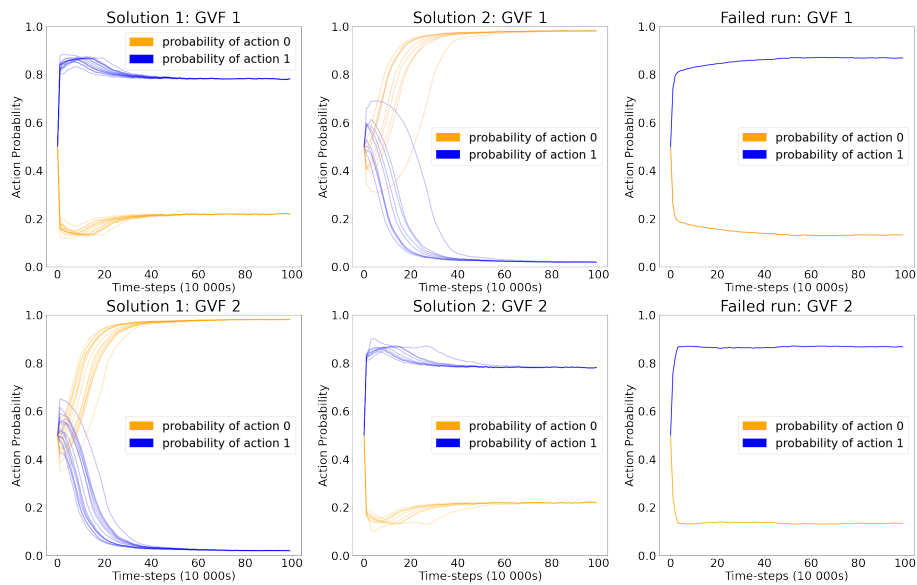 Solution 1: GVF 1
Solution 2: GVF 1
Failed run: GVF 1
Action Probability
1.0
0.8
0.6
0.4
0.2
0.0
probability of action 0
probability of action 1
0 20 40 60 80 100
Time-steps (10 000s)
Action Probability
1.0
0.8
0.6
0.4
0.2
0.0
probability of action 0
probability of action 1
0 20 40 60 80 100
Time-steps (10 000s)
Action Probability
1.0
0.8
0.6
0.4
0.2
0.0
probability of action 0
probability of action 1
0 20 40 60 80 100
Time-steps (10 000s)
Solution 1: GVF 2
Solution 2: GVF 2
Failed run: GVF 2
Action Probability
1.0
0.8
0.6
0.4
0.2
0.0
probability of action 0
probability of action 1
0 20 40 60 80 100
Time-steps (10 000s)
Action Probability
1.0
0.8
0.6
0.4
0.2
0.0
probability of action 0
probability of action 1
0 20 40 60 80 100
Time-steps (10 000s)
Action Probability
1.0
0.8
0.6
0.4
0.2
0.0
probability of action 0
probability of action 1
0 20 40 60 80 100
Time-steps (10 000s)